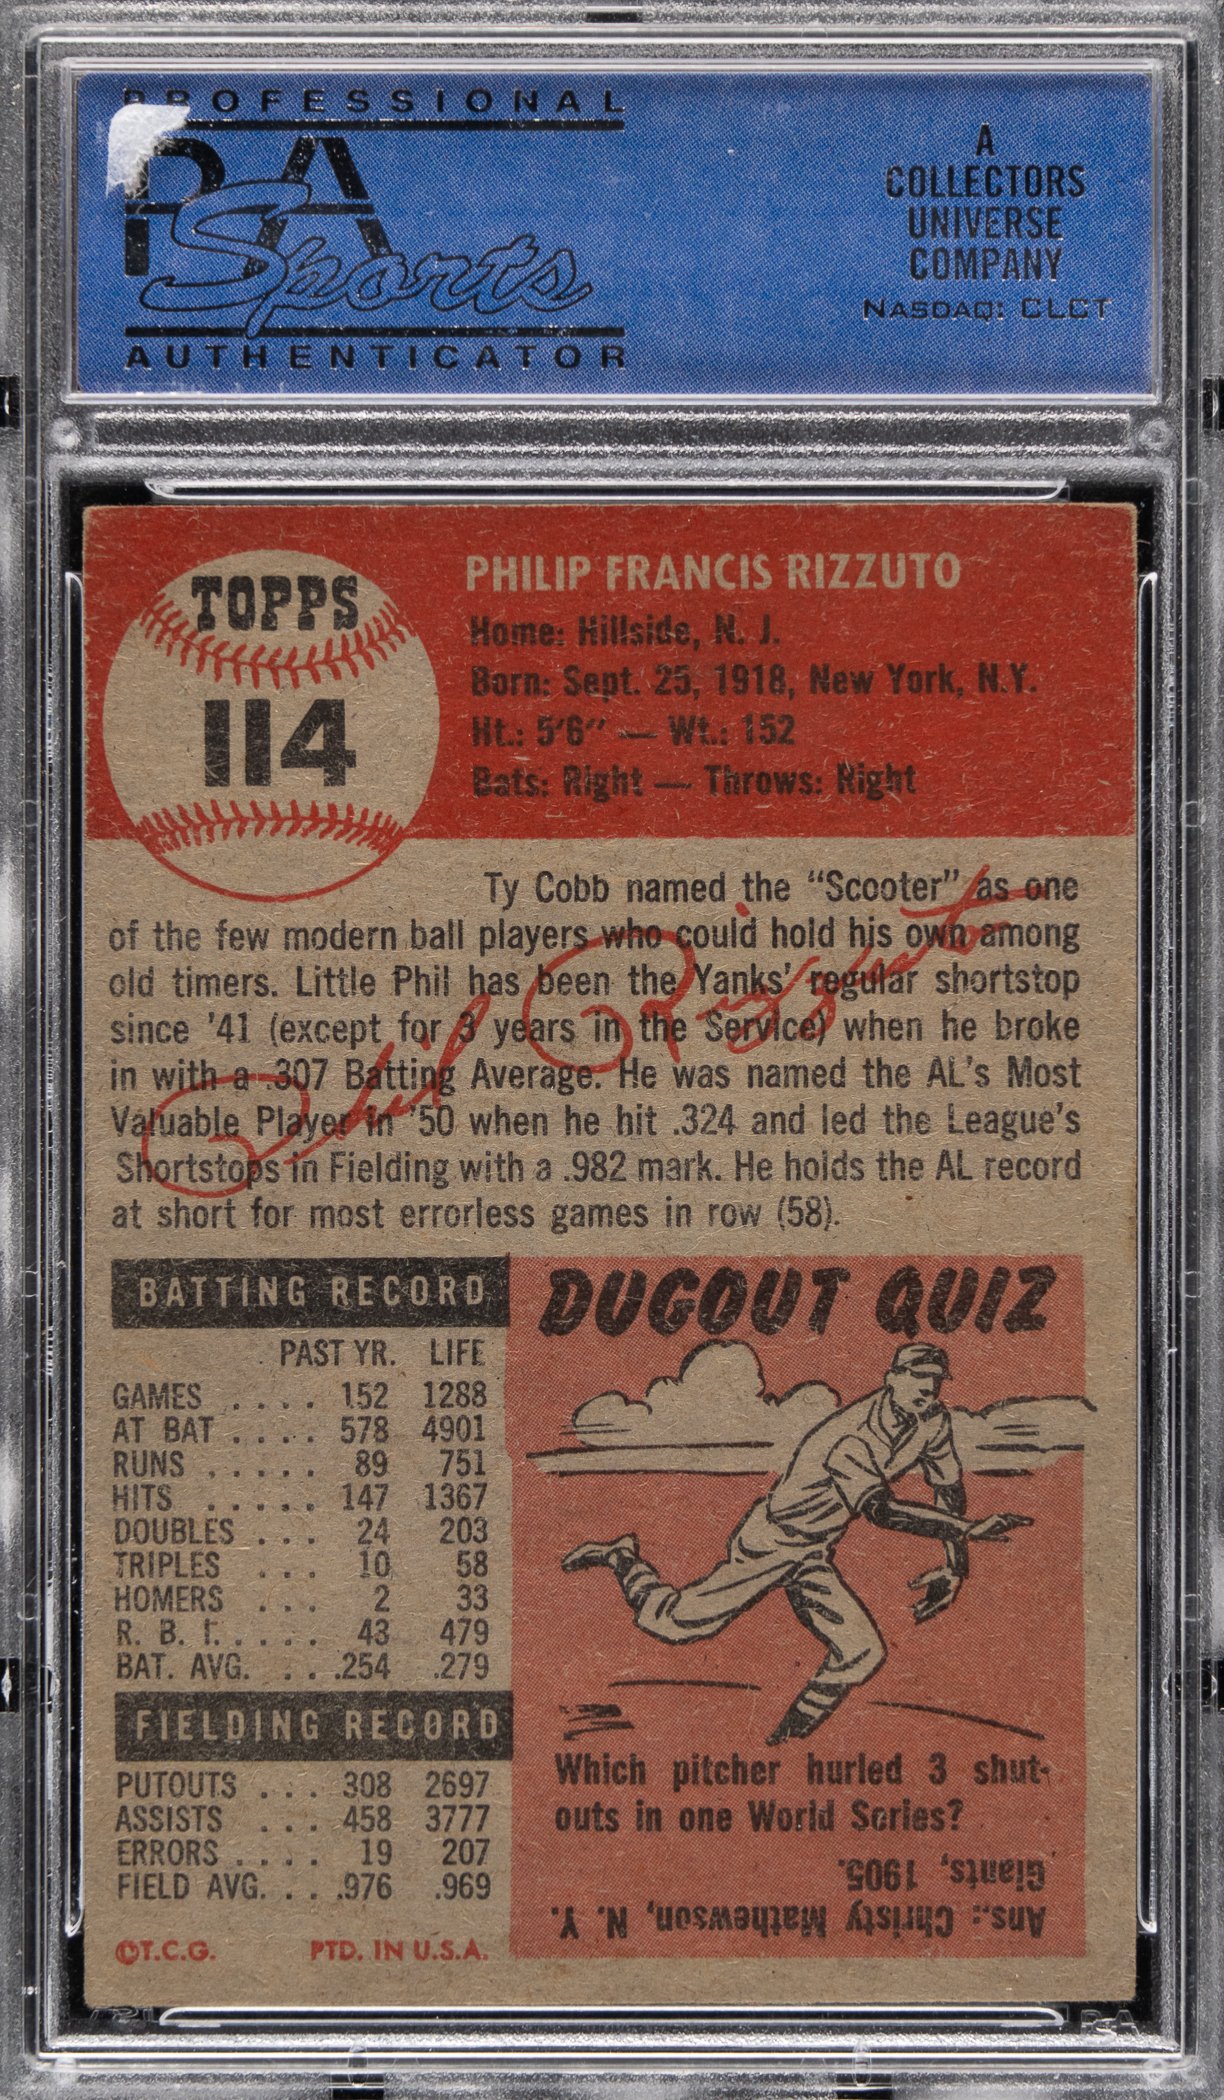 PROFESSIONAL
PSA
Sports
AUTHENTICATOR
A
COLLECTORS
UNIVERSE
COMPANY
NASDAQ: CLCT
TOPPS
114
PHILIP FRANCIS RIZZUTO
Home: Hillside, N. J.
Born: Sept. 25, 1918, New York, N.Y.
Ht.: 5'6" — Wt.: 152
Bats: Right — Throws: Right
Ty Cobb named the "Scooter" as one
of the few modern ball players who could hold his own among
old timers. Little Phil has been the Yanks' regular shortstop
since '41 (except for 3 years in the Service) when he broke
in with a .307 Batting Average. He was named the AL's Most
Valuable Player in '50 when he hit .324 and led the League's
Shortstops in Fielding with a .982 mark. He holds the AL record
at short for most errorless games in row (58).
Phil Rizzuto
BATTING RECORD
PAST YR. LIFE
GAMES .... 152 1288
AT BAT .... 578 4901
RUNS ..... 89 751
HITS ..... 147 1367
DOUBLES ... 24 203
TRIPLES ... 10 58
HOMERS ... 2 33
R. B. I. .... 43 479
BAT. AVG. ... .254 .279
FIELDING RECORD
PUTOUTS ... 308 2697
ASSISTS ... 458 3777
ERRORS .... 19 207
FIELD AVG. ... .976 .969
©T.C.G. PTD. IN U.S.A.
DUGOUT QUIZ
Which pitcher hurled 3 shut-
outs in one World Series?
Ans.: Christy Mathewson, N. Y.
Giants, 1905.
PSA